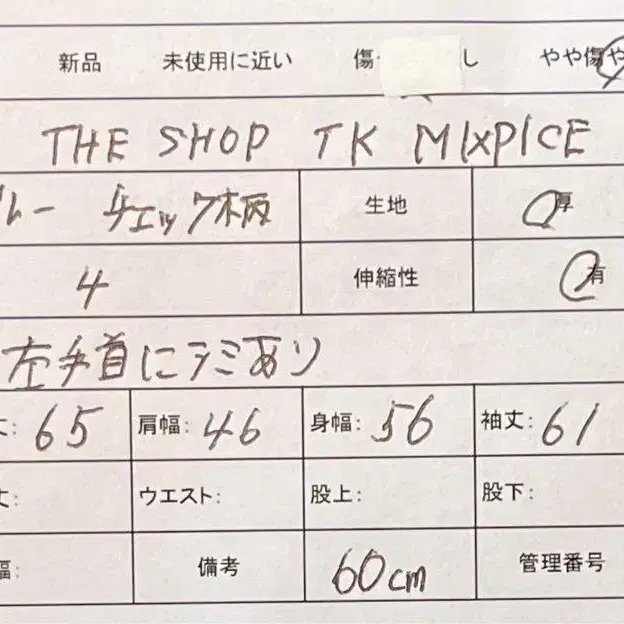 新品 未使用に近い 傷 し やや傷や
THE SHOP TK MIXPICE
レー チェック柄 生地 厚
4 伸縮性 有
左手首にシミあり
丈: 65 肩幅: 46 身幅: 56 袖丈: 61
丈: ウエスト: 股上: 股下:
幅: 備考 60cm 管理番号